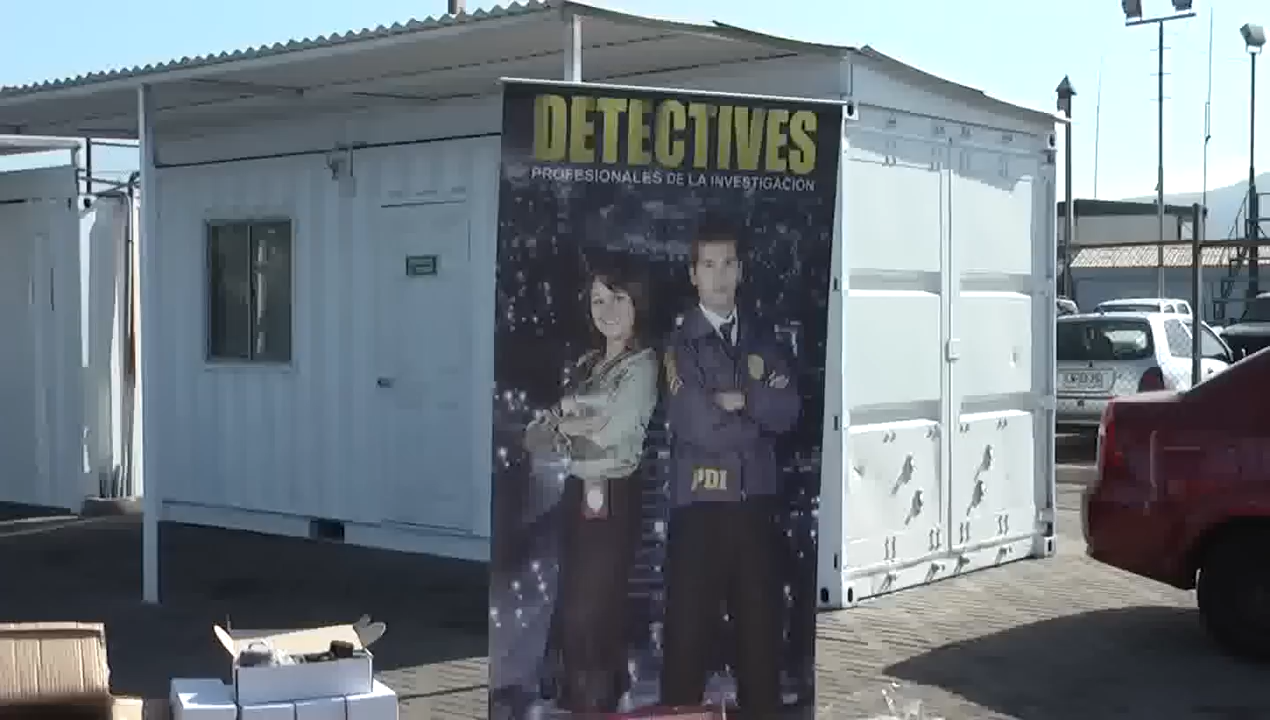 DETECTIVES
PROFESIONALES DE LA INVESTIGACIÓN
PDI